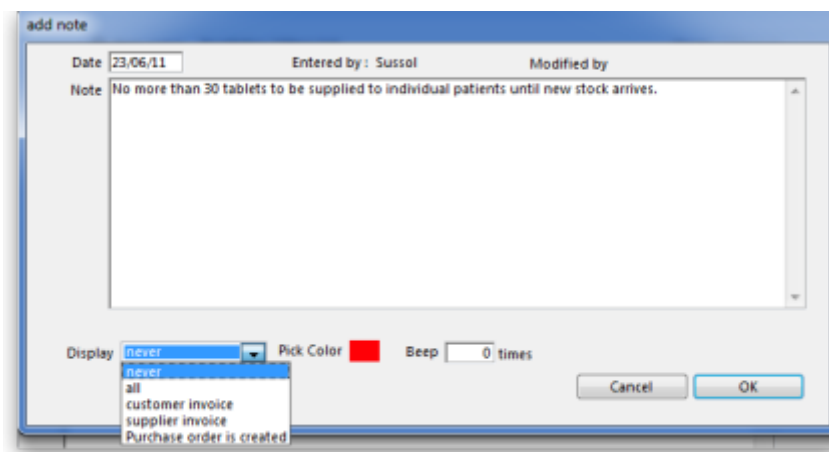 add note
Date 23/06/11 Entered by : Sussol Modified by
Note No more than 30 tablets to be supplied to individual patients until new stock arrives.
Display never Pick Color Beep 0 times
never
all
customer invoice
supplier invoice
Purchase order is created
Cancel OK